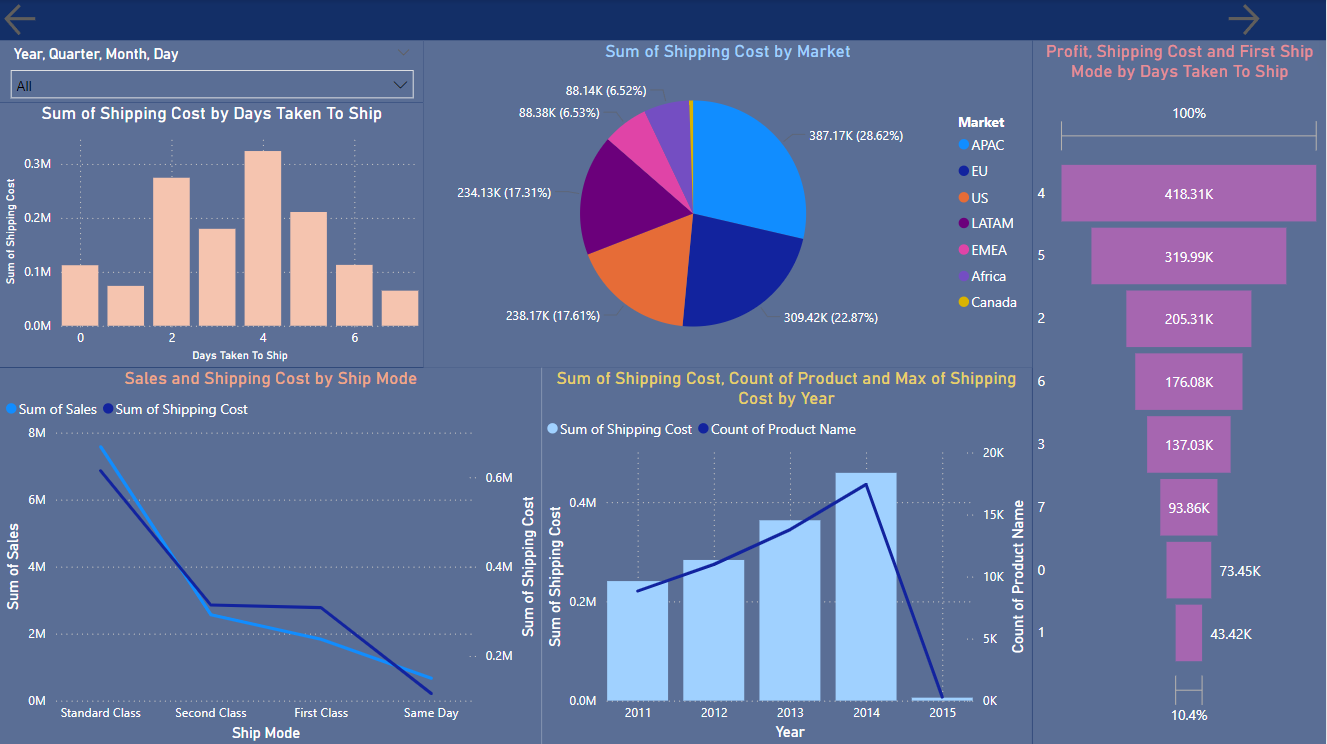 Year, Quarter, Month, Day
All
Sum of Shipping Cost by Days Taken To Ship
Sum of Shipping Cost
0.3M
0.2M
0.1M
0.0M
0
2
4
6
Days Taken To Ship
Sum of Shipping Cost by Market
88.14K (6.52%)
88.38K (6.53%)
387.17K (28.62%)
234.13K (17.31%)
238.17K (17.61%)
309.42K (22.87%)
Market
APAC
EU
US
LATAM
EMEA
Africa
Canada
Profit, Shipping Cost and First Ship
Mode by Days Taken To Ship
100%
4
418.31K
5
319.99K
2
205.31K
6
176.08K
3
137.03K
7
93.86K
0
73.45K
1
43.42K
10.4%
Sales and Shipping Cost by Ship Mode
Sum of Sales
Sum of Shipping Cost
8M
6M
4M
2M
0M
Sum of Sales
0.6M
0.4M
0.2M
Sum of Shipping Cost
Standard Class
Second Class
First Class
Same Day
Ship Mode
Sum of Shipping Cost, Count of Product and Max of Shipping
Cost by Year
Sum of Shipping Cost
Count of Product Name
0.4M
0.2M
0.0M
Sum of Shipping Cost
20K
15K
10K
5K
0K
Count of Product Name
2011
2012
2013
2014
2015
Year